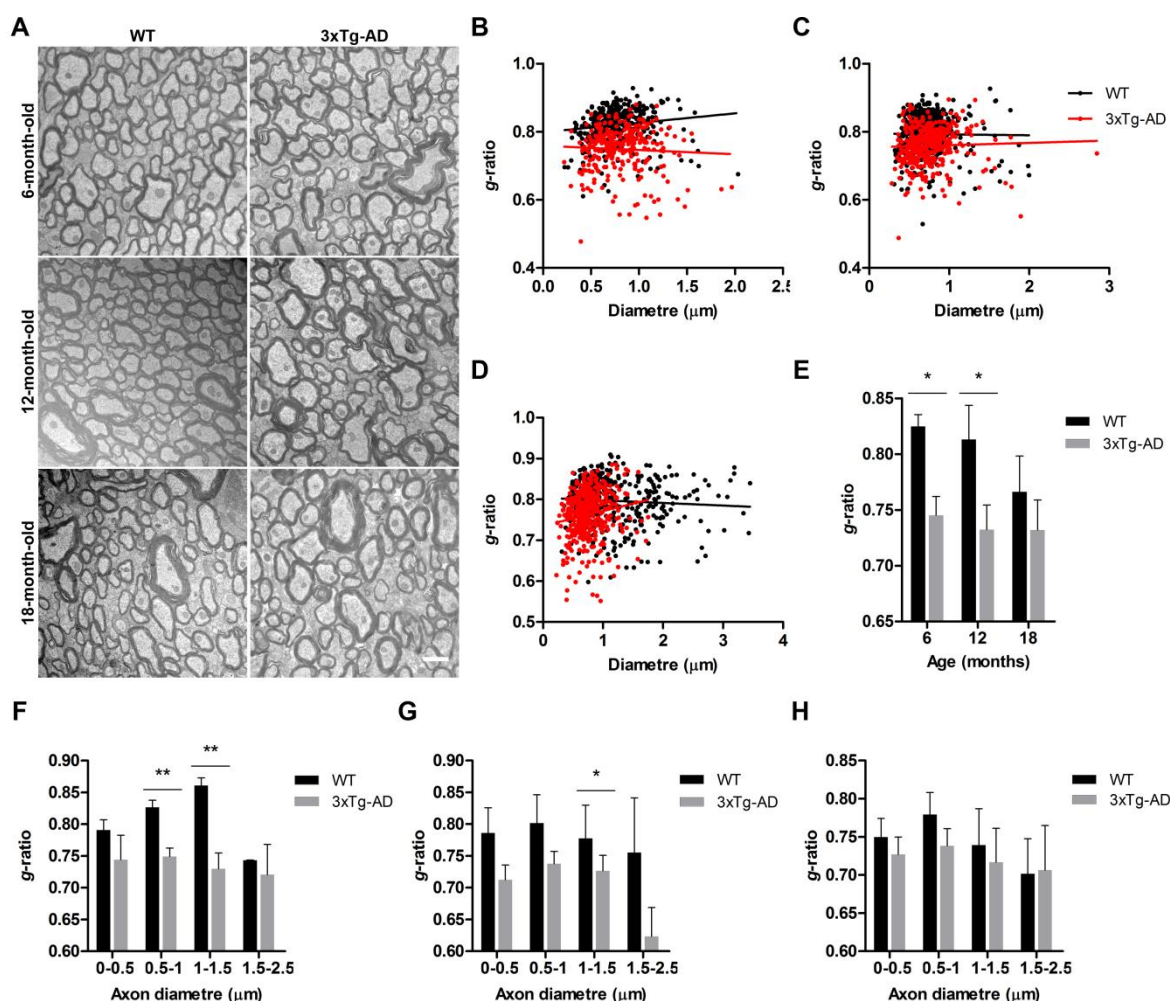 A
WT
3xTg-AD
6-month-old
12-month-old
18-month-old
B
g-ratio
1.0
0.8
0.6
0.4
0.0 0.5 1.0 1.5 2.0 2.5
Diametre (μm)
C
g-ratio
1.0
0.8
0.6
0.4
0 1 2 3
Diametre (μm)
WT
3xTg-AD
D
g-ratio
1.0
0.9
0.8
0.7
0.6
0.5
0 1 2 3 4
Diametre (μm)
E
* *
g-ratio
0.85
0.80
0.75
0.70
0.65
6 12 18
Age (months)
WT
3xTg-AD
F
** **
g-ratio
0.90
0.85
0.80
0.75
0.70
0.65
0.60
0-0.5 0.5-1 1-1.5 1.5-2.5
Axon diametre (μm)
WT
3xTg-AD
G
*
g-ratio
0.90
0.85
0.80
0.75
0.70
0.65
0.60
0-0.5 0.5-1 1-1.5 1.5-2.5
Axon diametre (μm)
WT
3xTg-AD
H
g-ratio
0.85
0.80
0.75
0.70
0.65
0.60
0-0.5 0.5-1 1-1.5 1.5-2.5
Axon diametre (μm)
WT
3xTg-AD